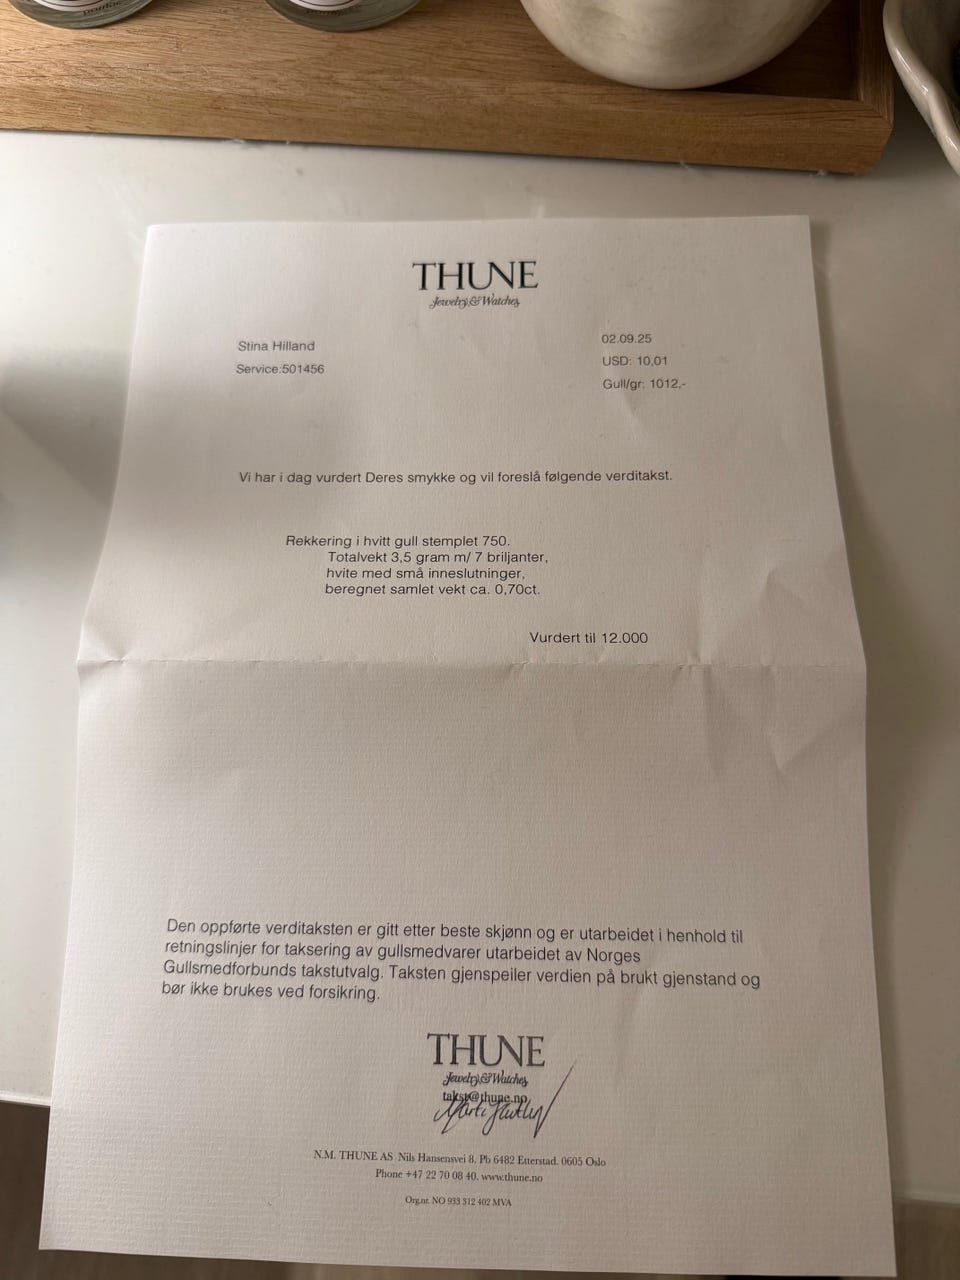 THUNE
Jewelry & Watches
Stina Hilland
02.09.25
Service:501456
USD: 10,01
Gull/gr: 1012,-
Vi har i dag vurdert Deres smykke og vil foreslå følgende verditakst.
Rekkering i hvitt gull stemplet 750.
Totalvekt 3,5 gram m/ 7 briljanter,
hvite med små inneslutninger,
beregnet samlet vekt ca. 0,70ct.
Vurdert til 12.000
Den oppførte verditaksten er gitt etter beste skjønn og er utarbeidet i henhold til
retningslinjer for taksering av gullsmedvarer utarbeidet av Norges
Gullsmedforbunds takstutvalg. Taksten gjenspeiler verdien på brukt gjenstand og
bør ikke brukes ved forsikring.
THUNE
Jewelry & Watches
takst@thune.no
N.M. THUNE AS Nils Hansensvei 8, Pb 6482 Etterstad. 0605 Oslo
Phone +47 22 70 08 40. www.thune.no
Org.nr. NO 933 312 402 MVA